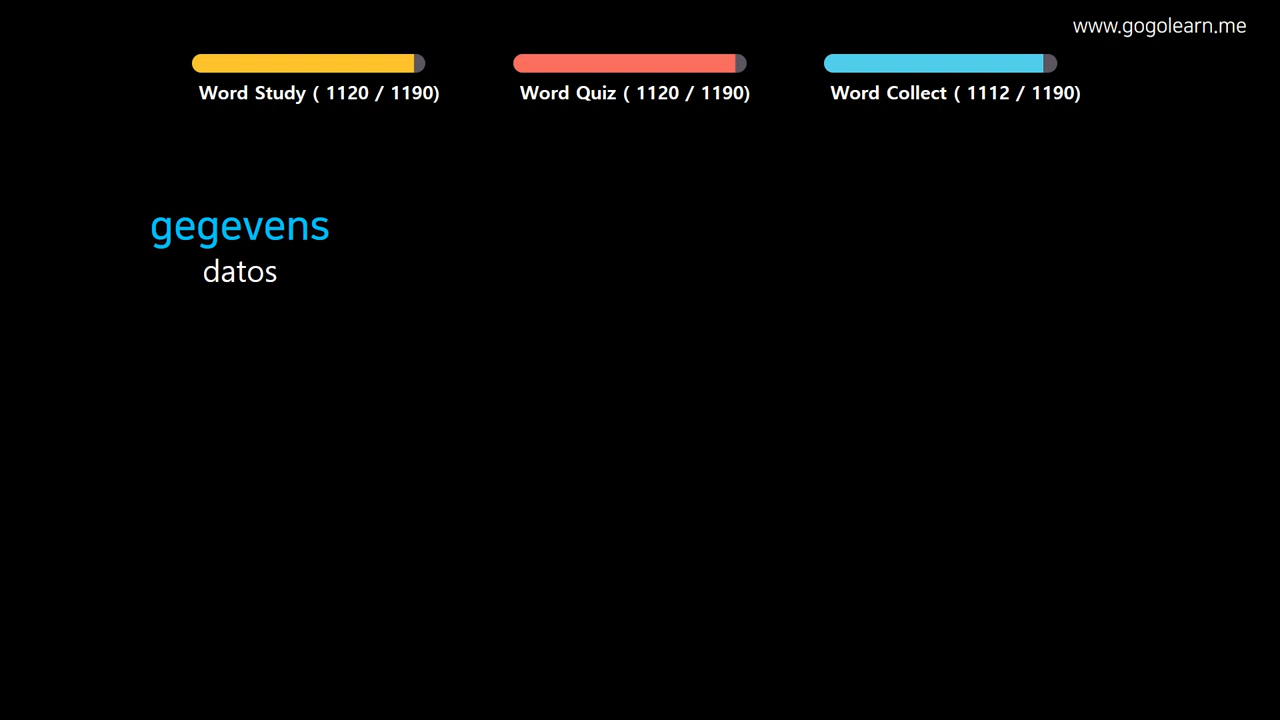 www.gogolearn.me
Word Study ( 1120 / 1190)
Word Quiz ( 1120 / 1190)
Word Collect ( 1112 / 1190)
gegevens
datos